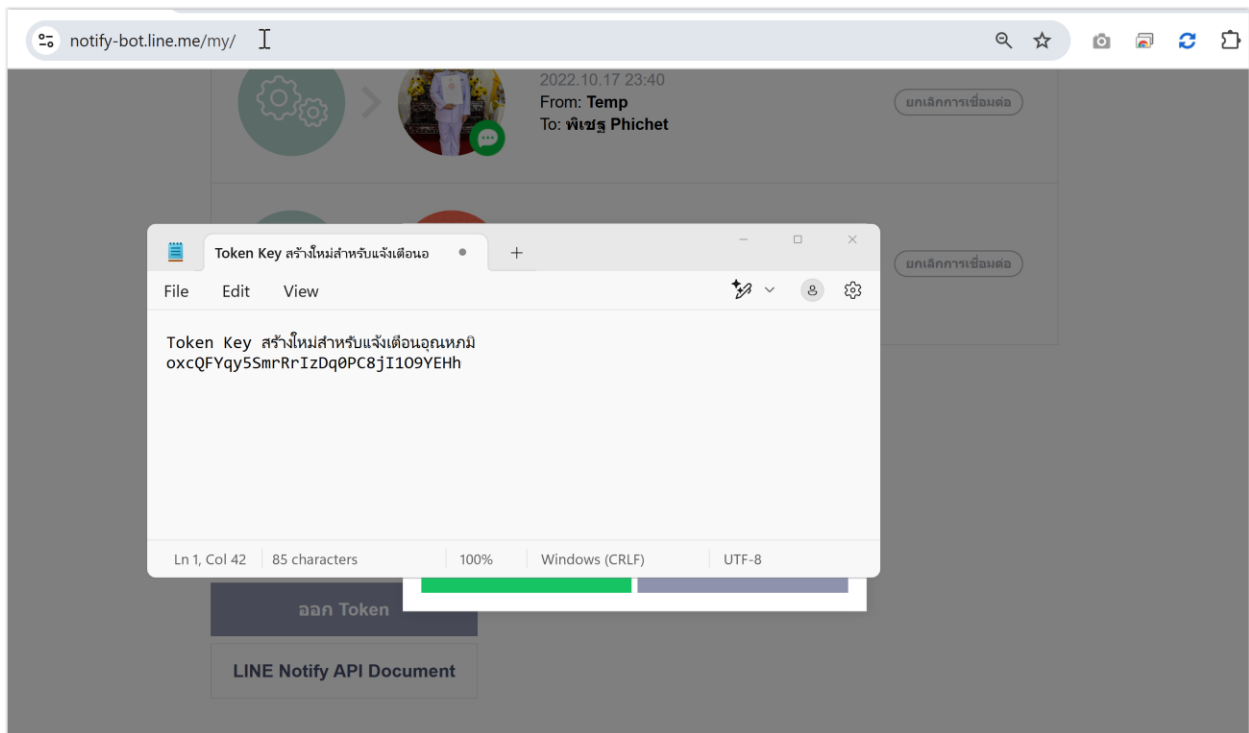 notify-bot.line.me/my/
2022.10.17 23:40
From: Temp
To: พิเชฐ Phichet
ยกเลิกการเชื่อมต่อ
Token Key สร้างใหม่สำหรับแจ้งเตือนอ
ยกเลิกการเชื่อมต่อ
File Edit View
Token Key สร้างใหม่สำหรับแจ้งเตือนอุณหภมิ
oxcQFYqy5SmrRrIzDq0PC8jI1O9YEHh
Ln 1, Col 42 85 characters 100% Windows (CRLF) UTF-8
ออก Token
LINE Notify API Document